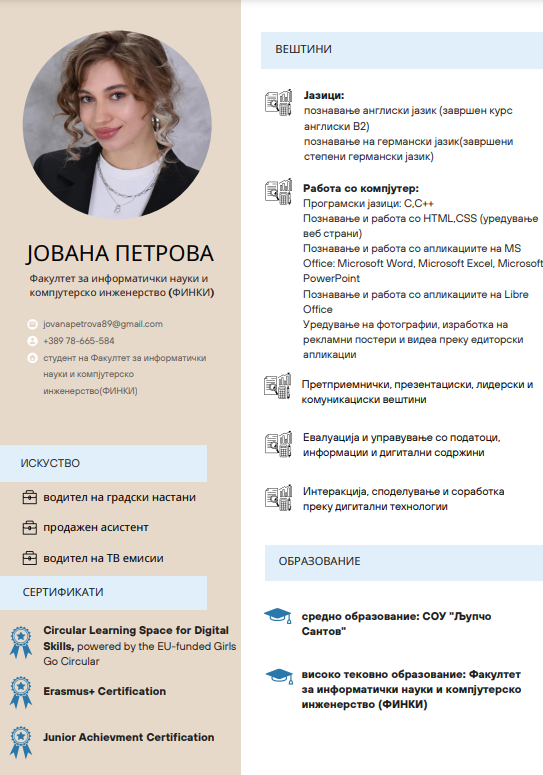 ЈОВАНА ПЕТРОВА
Факултет за информатички науки и
компјутерско инженерство (ФИНКИ)
jovanapetrova89@gmail.com
+389 78-665-584
студент на Факултет за информатички
науки и компјутерско
инженерство(ФИНКИ)
ИСКУСТВО
водител на градски настани
продажен асистент
водител на ТВ емисии
СЕРТИФИКАТИ
Circular Learning Space for Digital
Skills, powered by the EU-funded Girls
Go Circular
Erasmus+ Certification
Junior Achievment Certification
ВЕШТИНИ
Јазици:
познавање англиски јазик (завршен курс
англиски B2)
познавање на германски јазик(завршени
степени германски јазик)
Работа со компјутер:
Програмски јазици: C,C++
Познавање и работа со HTML,CSS (уредување
веб страни)
Познавање и работа со апликациите на MS
Office: Microsoft Word, Microsoft Excel, Microsoft
PowerPoint
Познавање и работа со апликациите на Libre
Office
Уредување на фотографии, изработка на
рекламни постери и видеа преку едиторски
апликации
Претприемнички, презентациски, лидерски и
комуникациски вештини
Евалуација и управување со податоци,
информации и дигитални содржини
Интеракција, споделување и соработка
преку дигитални технологии
ОБРАЗОВАНИЕ
средно образование: СОУ "Љупчо
Сантов"
високо тековно образование: Факултет
за информатички науки и компјутерско
инженерство (ФИНКИ)